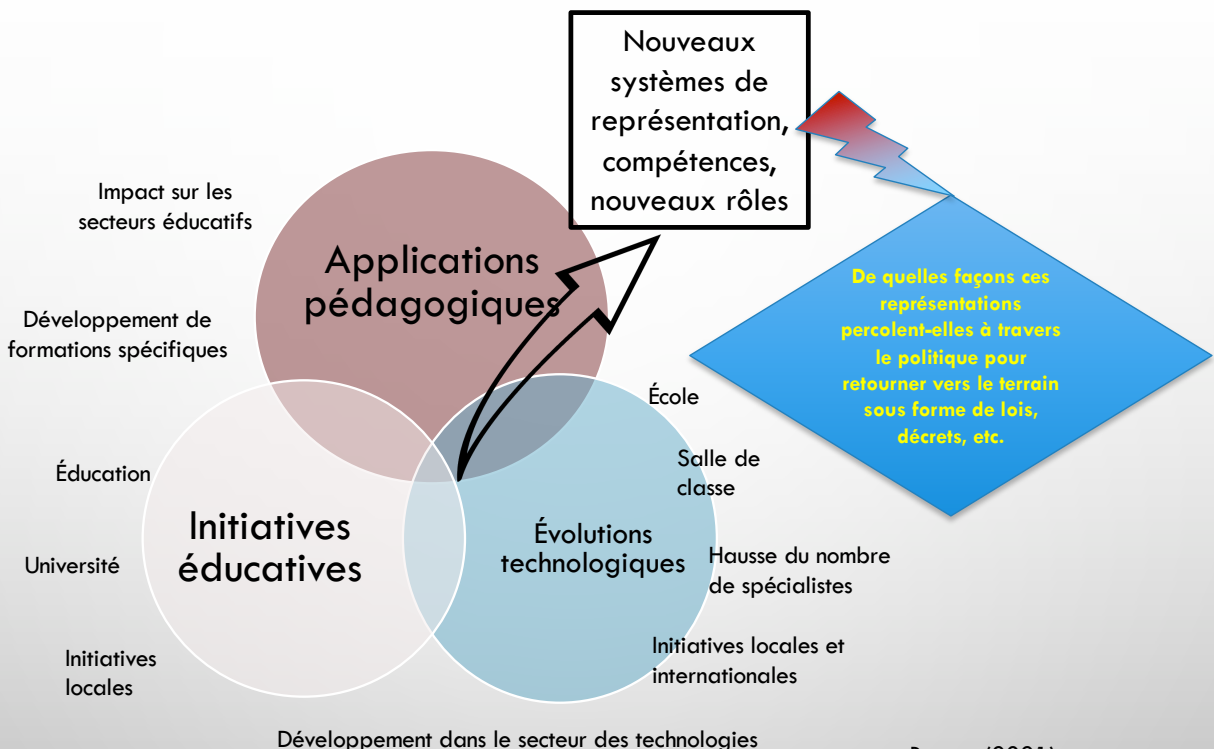 Nouveaux
systèmes de
représentation,
compétences,
nouveaux rôles
Impact sur les
secteurs éducatifs
Applications
pédagogiques
De quelles façons ces
représentations
percolent-elles à travers
le politique pour
retourner vers le terrain
sous forme de lois,
décrets, etc.
Développement de
formations spécifiques
École
Salle de
classe
Éducation
Initiatives
éducatives
Évolutions
technologiques
Université
Hausse du nombre
de spécialistes
Initiatives
locales
Initiatives locales et
internationales
Développement dans le secteur des technologies